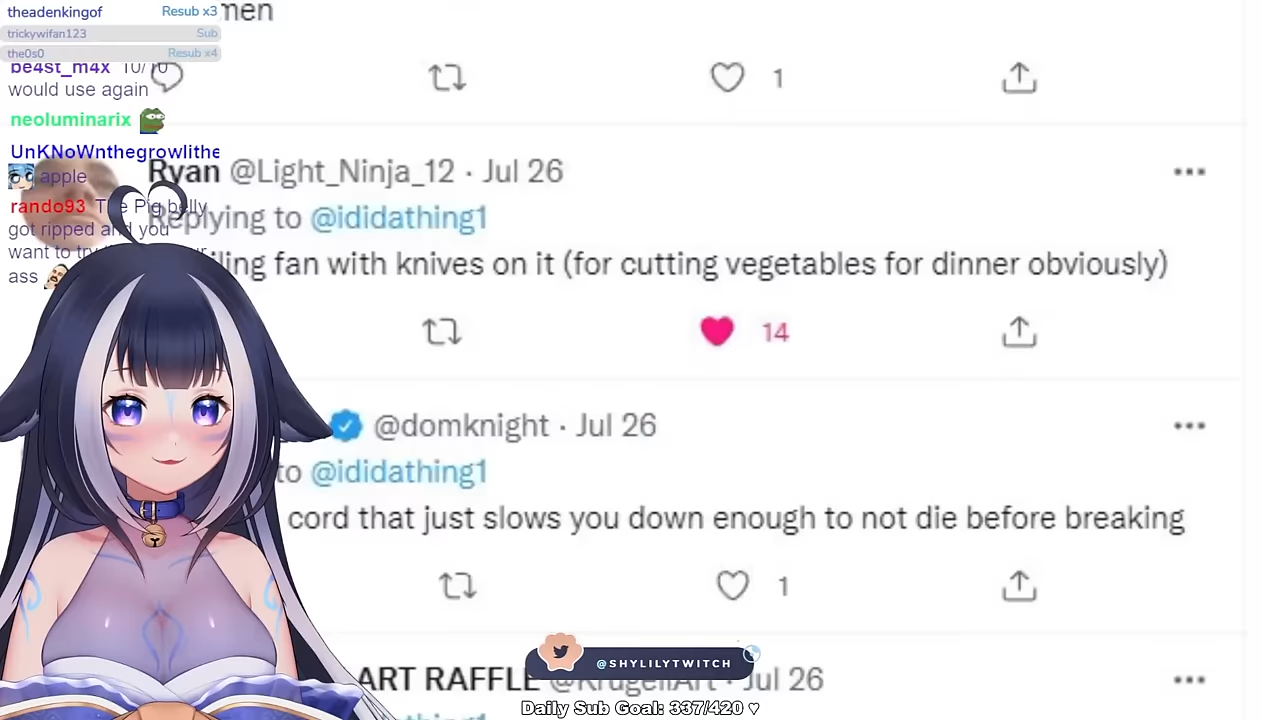 theadenkingof Resub x3
trickywifan123 Sub
the0s0 Resub x4
be4st_m4x 10/10
would use again
neoluminarix
UnKNoWnthegrowlithe
apple
rando93 The Pig belly
got ripped and you
want to try
ass
men
1
Ryan @Light_Ninja_12 · Jul 26
Replying to @ididathing1
ling fan with knives on it (for cutting vegetables for dinner obviously)
14
@domknight · Jul 26
to @ididathing1
cord that just slows you down enough to not die before breaking
1
ART RAFFLE @KrugellArt · Jul 26
@SHYLILYTWITCH
Daily Sub Goal: 337/420 ♥